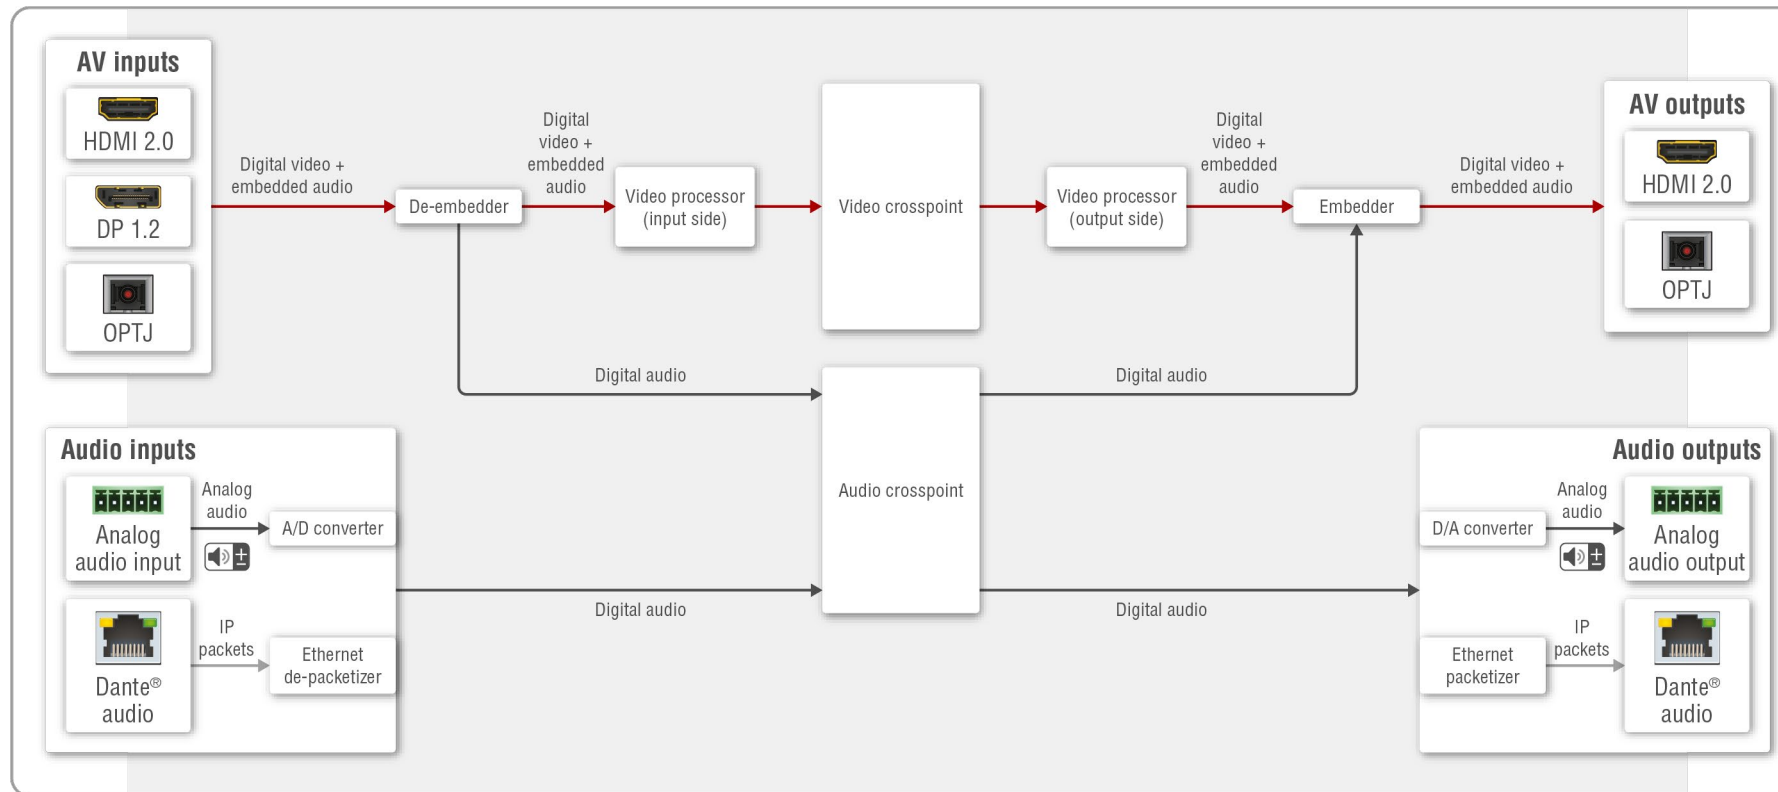 AV inputs
HDMI 2.0
DP 1.2
OPTJ
Digital video +
embedded audio
De-embedder
Digital
video +
embedded
audio
Video processor
(input side)
Video crosspoint
Video processor
(output side)
Digital
video +
embedded
audio
Embedder
Digital video +
embedded audio
AV outputs
HDMI 2.0
OPTJ
Digital audio
Digital audio
Audio inputs
Analog
audio input
Analog
audio
A/D converter
Dante®
audio
IP
packets
Ethernet
de-packetizer
Digital audio
Audio crosspoint
Digital audio
Audio outputs
D/A converter
Analog
audio
Analog
audio output
Ethernet
packetizer
IP
packets
Dante®
audio